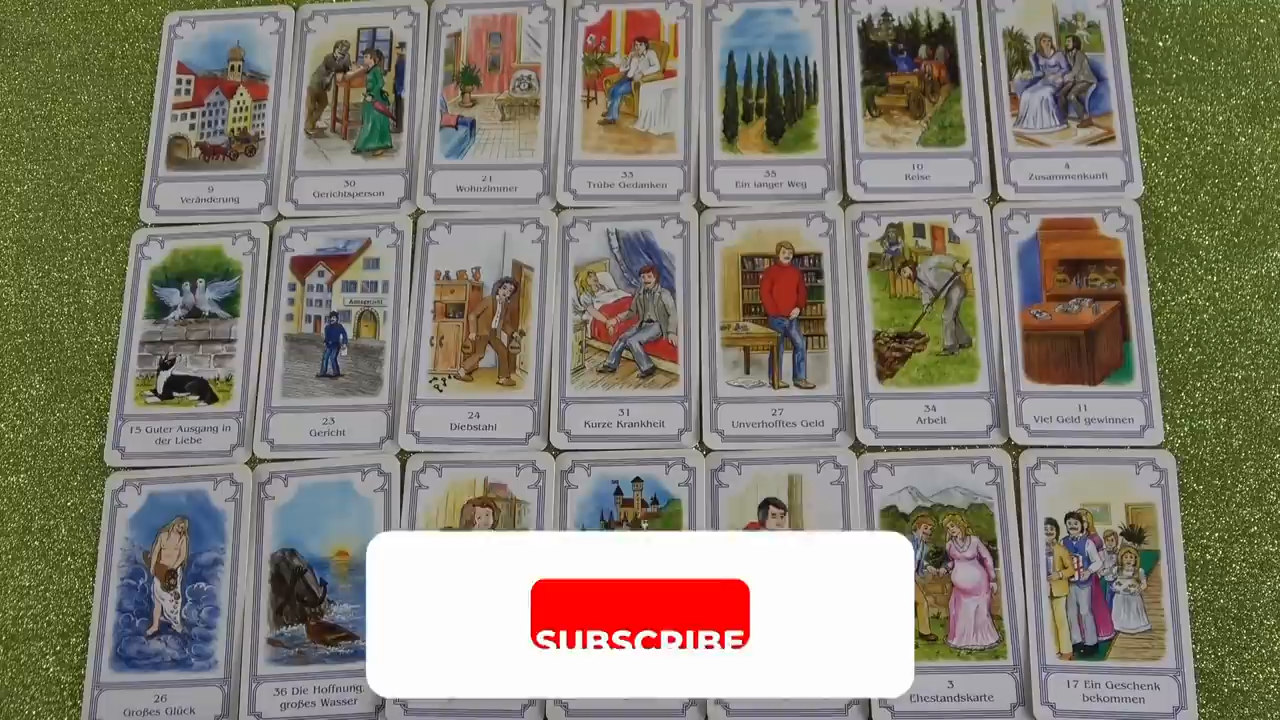 9
Veränderung
30
Gerichtsperson
21
Wohnzimmer
33
Trübe Gedanken
35
Ein langer Weg
10
Reise
4
Zusammenkunft
15 Guter Ausgang in
der Liebe
23
Gericht
Amtsgericht
24
Diebstahl
31
Kurze Krankheit
27
Unverhofftes Geld
34
Arbeit
11
Viel Geld gewinnen
26
Großes Glück
36 Die Hoffnung,
großes Wasser
SUBSCRIBE
3
Ehestandskarte
17 Ein Geschenk
bekommen